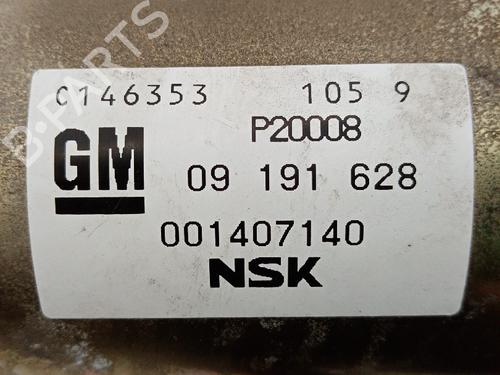 B-PARTS
C146353 105 9
P20008
GM 09 191 628
001407140
NSK